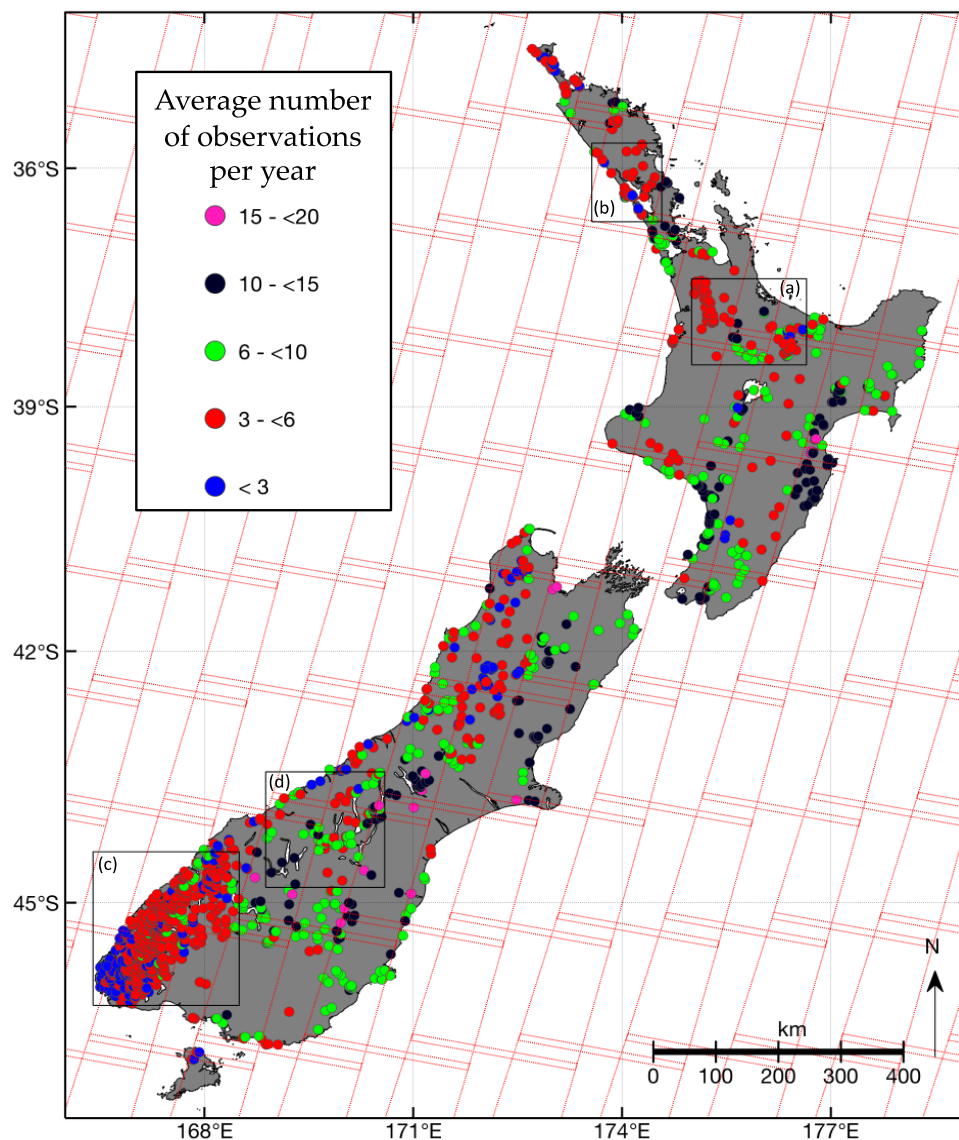 Average number
of observations
per year
15 - <20
10 - <15
6 - <10
3 - <6
< 3
36°S
39°S
42°S
45°S
(b)
(a)
(d)
(c)
N
km
0 100 200 300 400
168°E 171°E 174°E 177°E